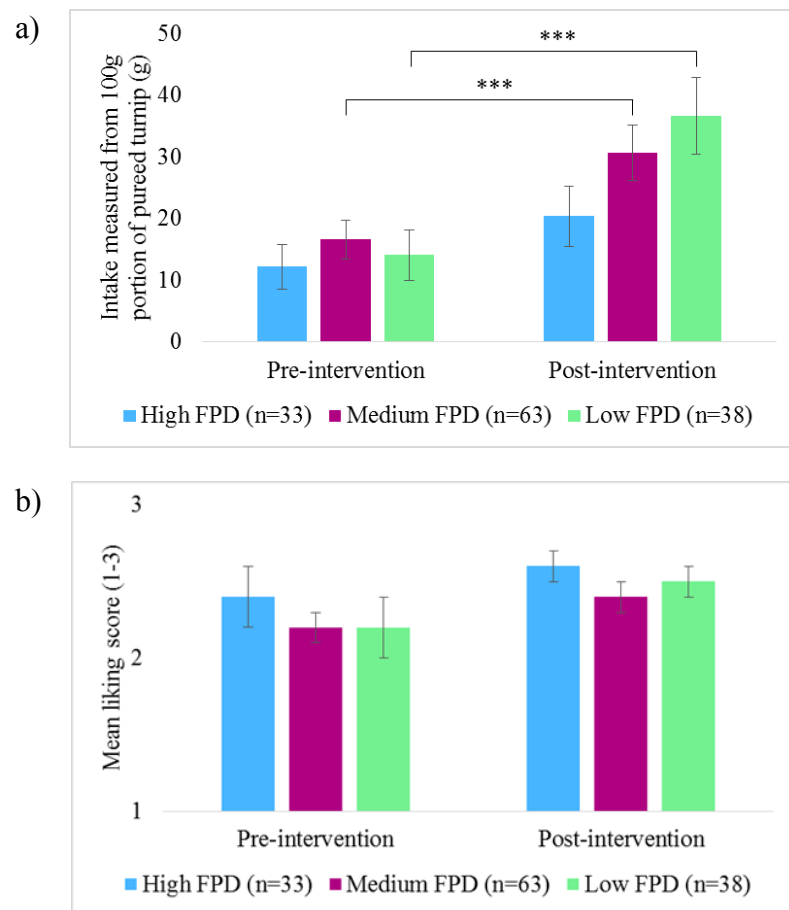 a)
Intake measured from 100g
portion of pureed turnip (g)
50
40
30
20
10
0
***
***
Pre-intervention
Post-intervention
High FPD (n=33)
Medium FPD (n=63)
Low FPD (n=38)
b)
Mean liking score (1-3)
3
2
1
Pre-intervention
Post-intervention
High FPD (n=33)
Medium FPD (n=63)
Low FPD (n=38)